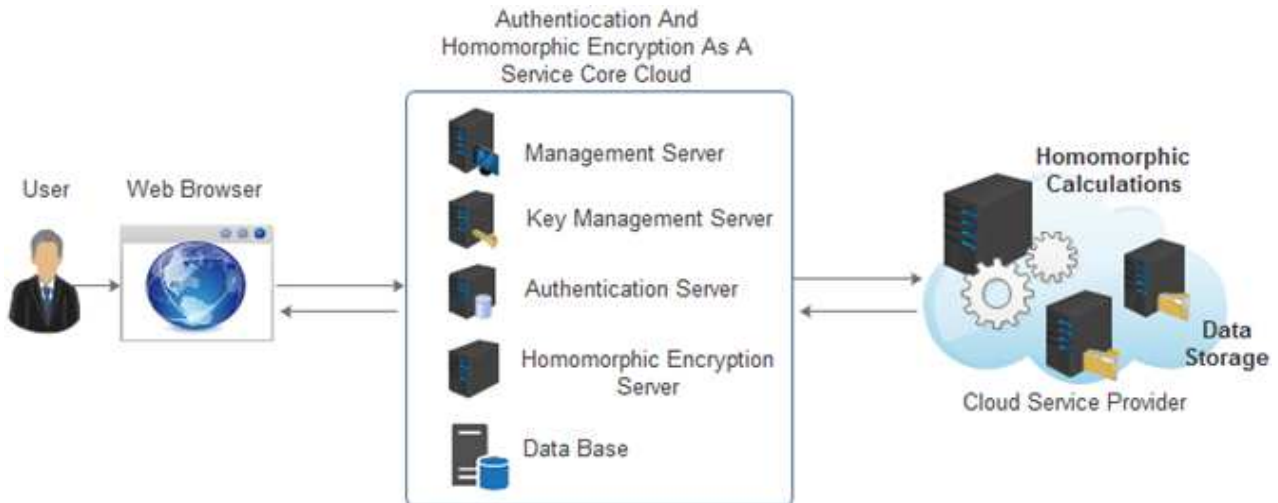 Authentiocation And
Homomorphic Encryption As A
Service Core Cloud
User
Web Browser
Management Server
Key Management Server
Authentication Server
Homomorphic Encryption
Server
Data Base
Homomorphic
Calculations
Data
Storage
Cloud Service Provider